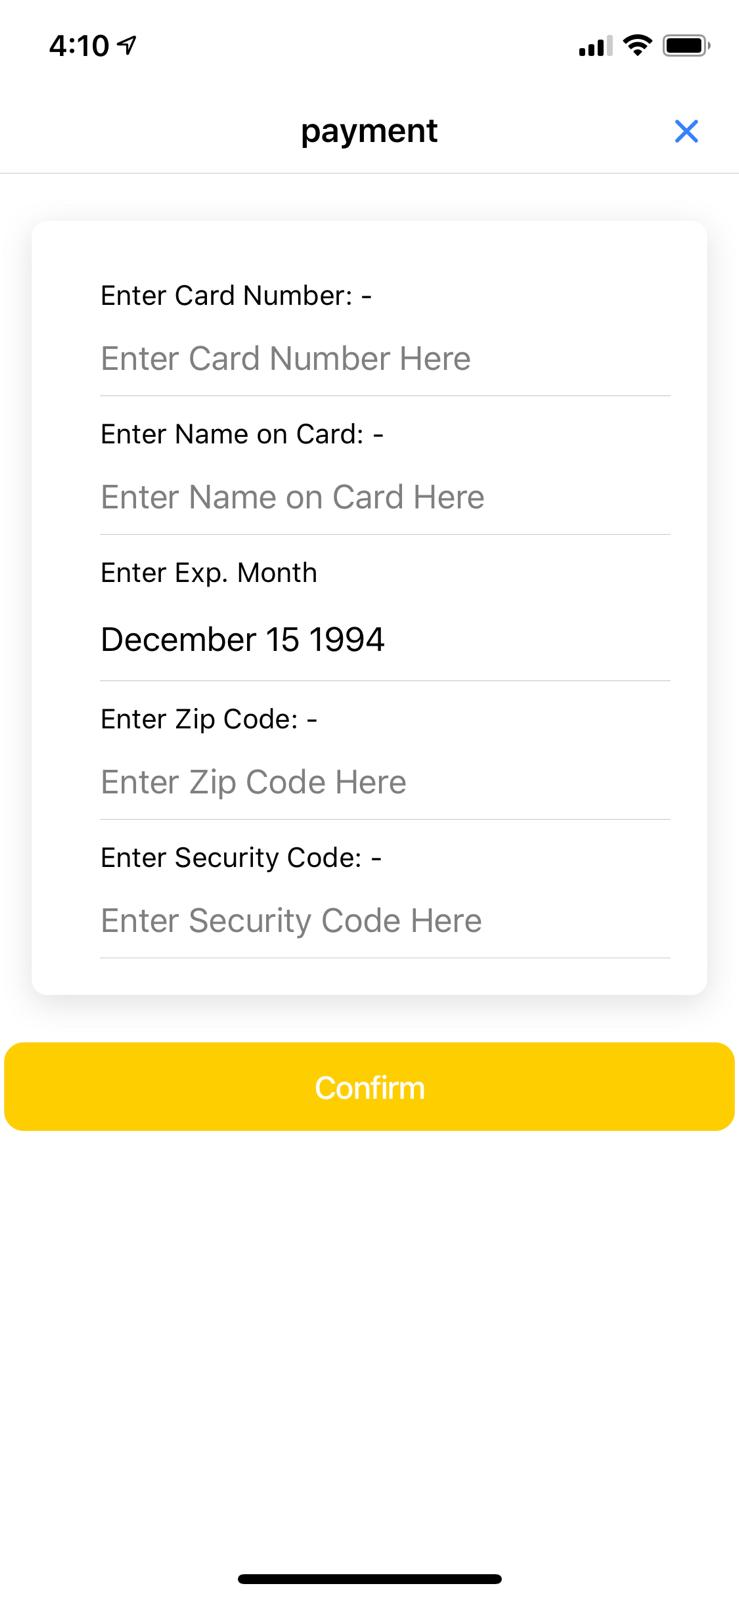 4:10
payment
Enter Card Number: -
Enter Card Number Here
Enter Name on Card: -
Enter Name on Card Here
Enter Exp. Month
December 15 1994
Enter Zip Code: -
Enter Zip Code Here
Enter Security Code: -
Enter Security Code Here
Confirm